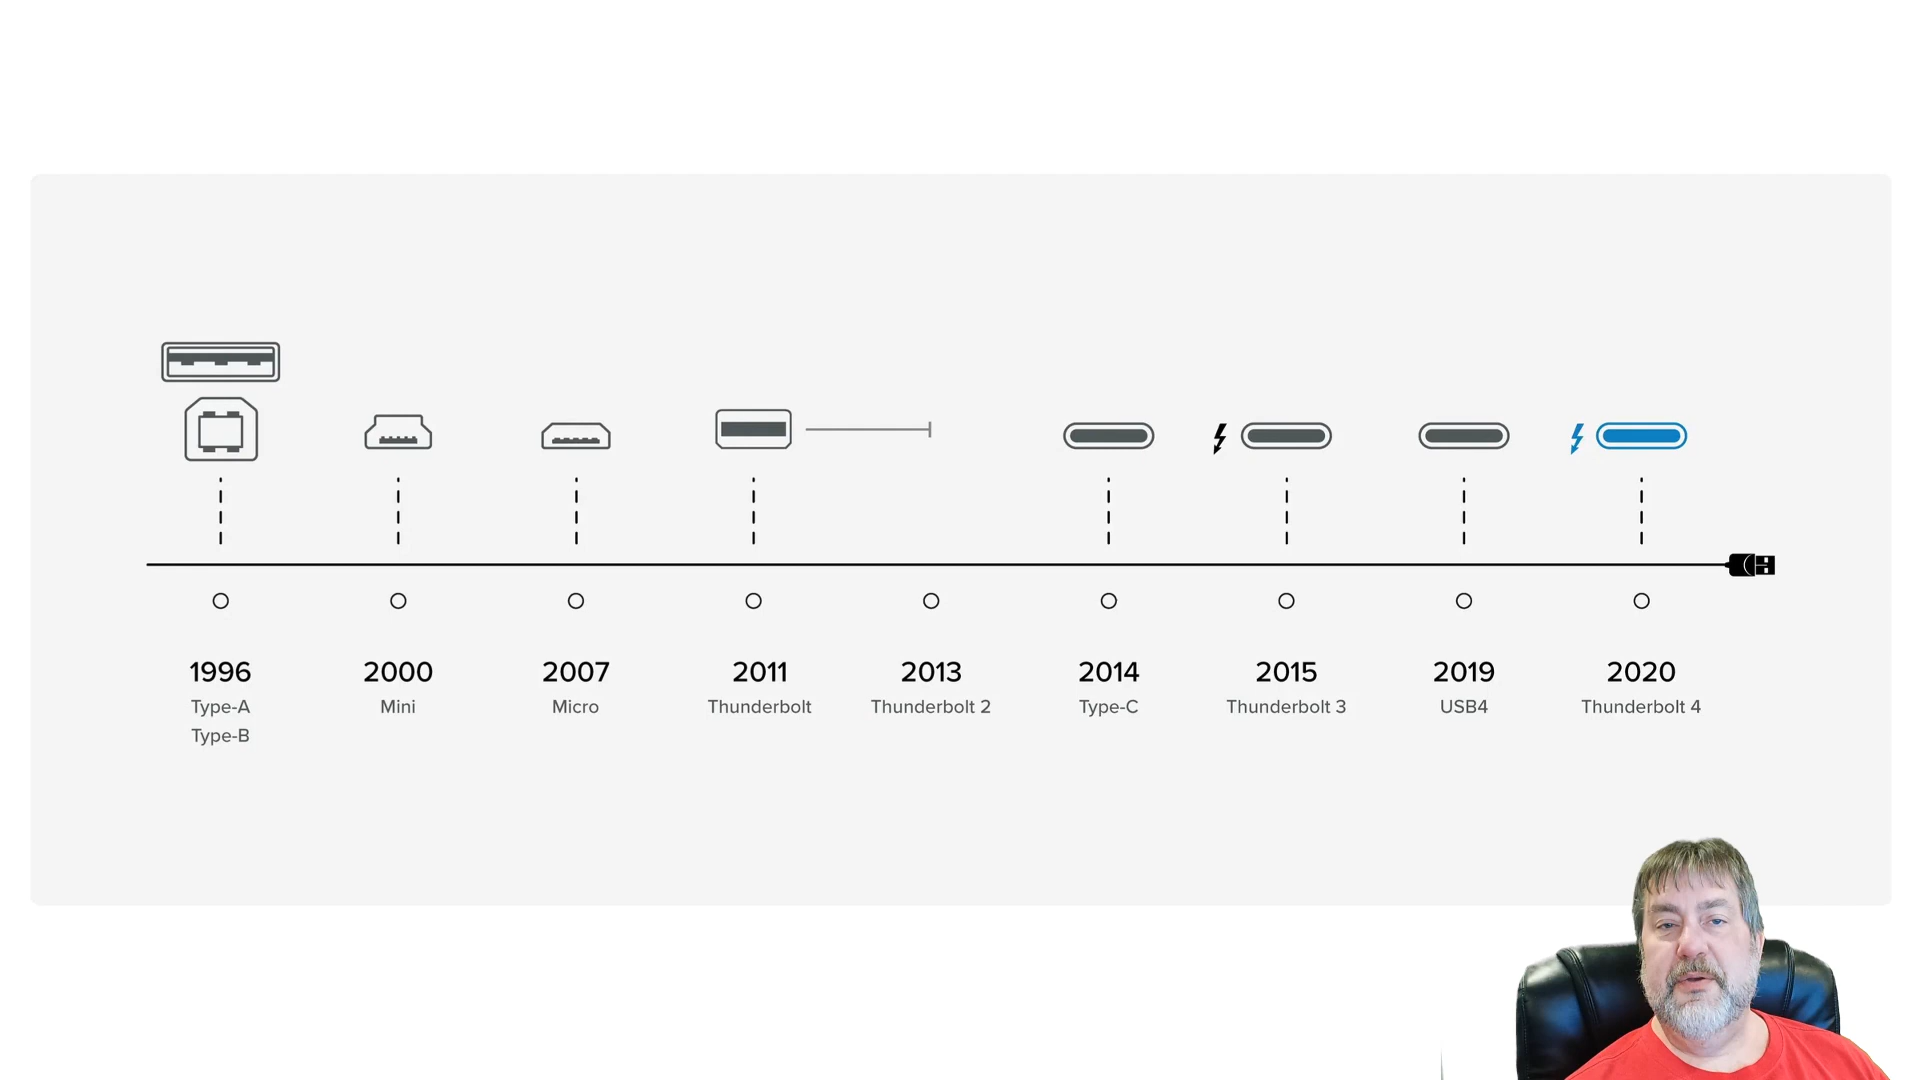 1996
Type-A
Type-B
2000
Mini
2007
Micro
2011
Thunderbolt
2013
Thunderbolt 2
2014
Type-C
2015
Thunderbolt 3
2019
USB4
2020
Thunderbolt 4